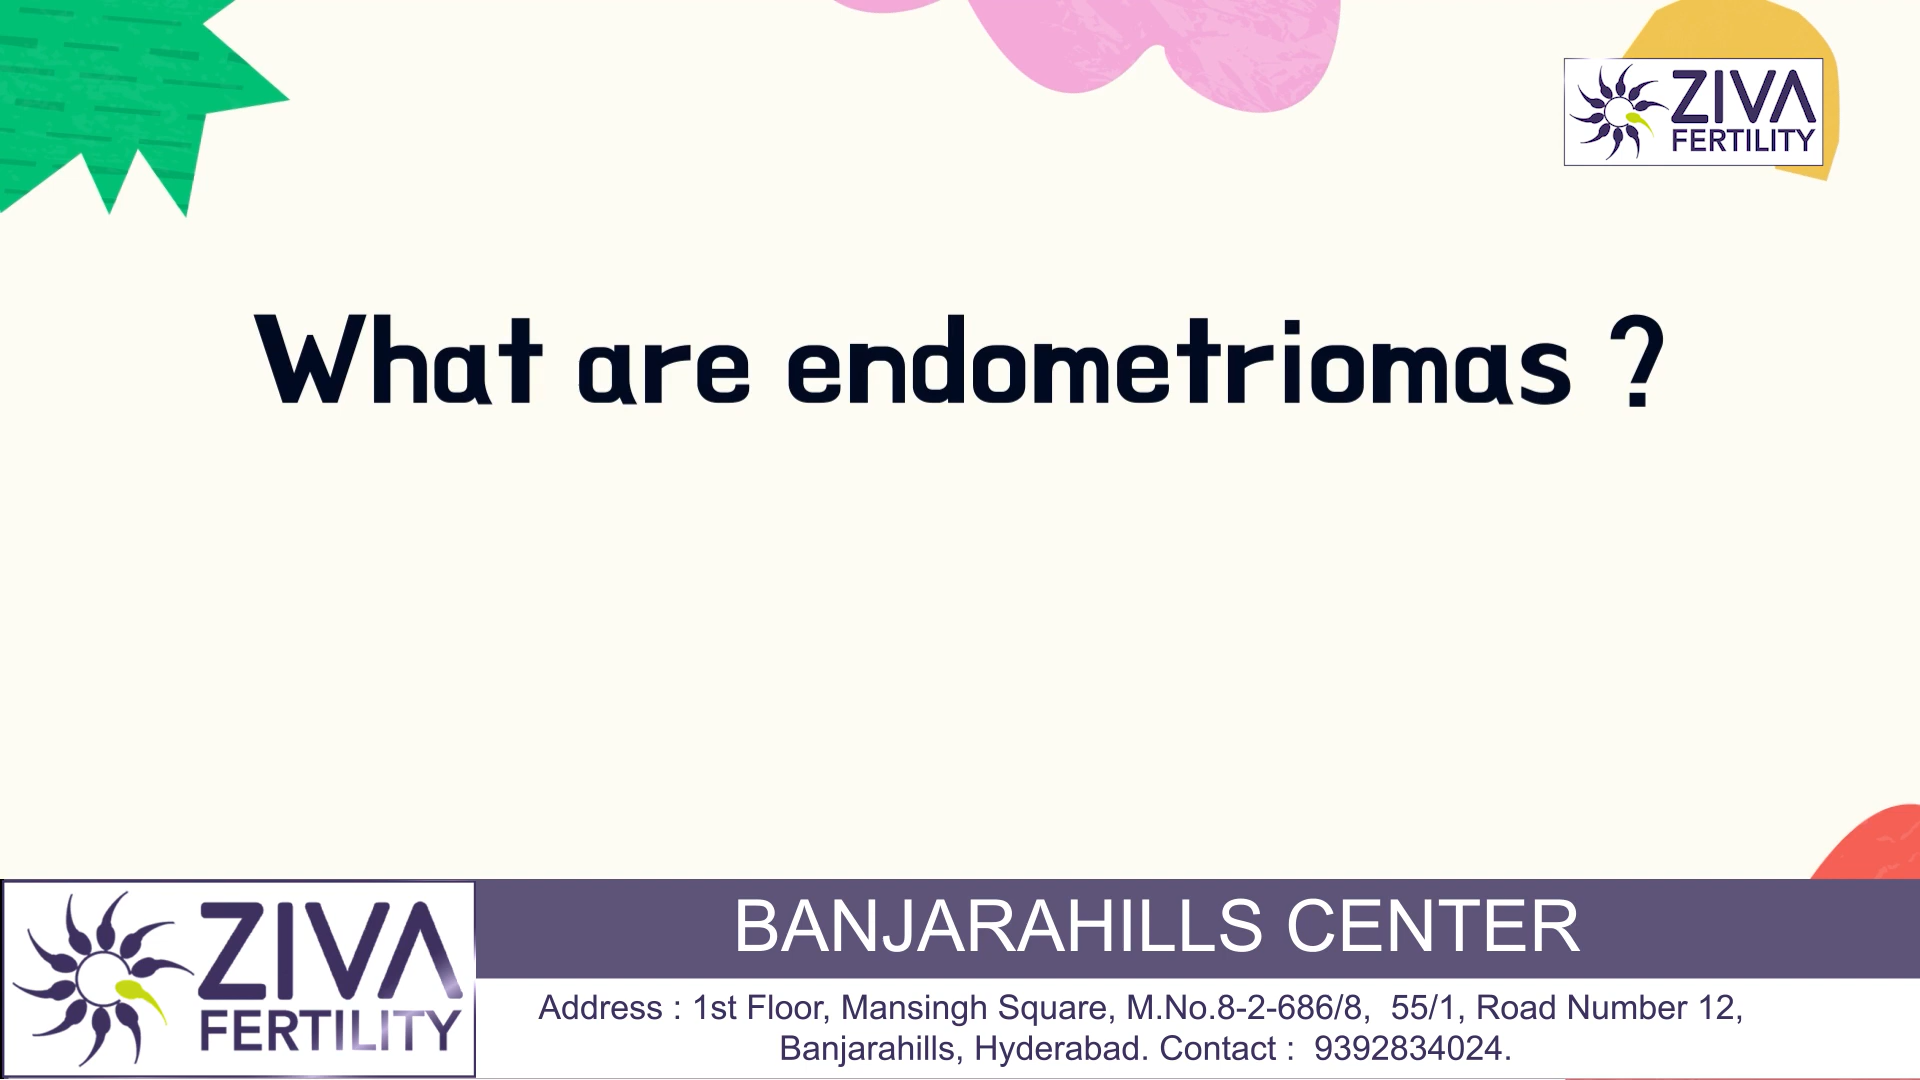 ZIVA
FERTILITY
What are endometriomas ?
ZIVA
FERTILITY
BANJARAHILLS CENTER
Address : 1st Floor, Mansingh Square, M.No.8-2-686/8,  55/1, Road Number 12,
Banjarahills, Hyderabad. Contact :  9392834024.